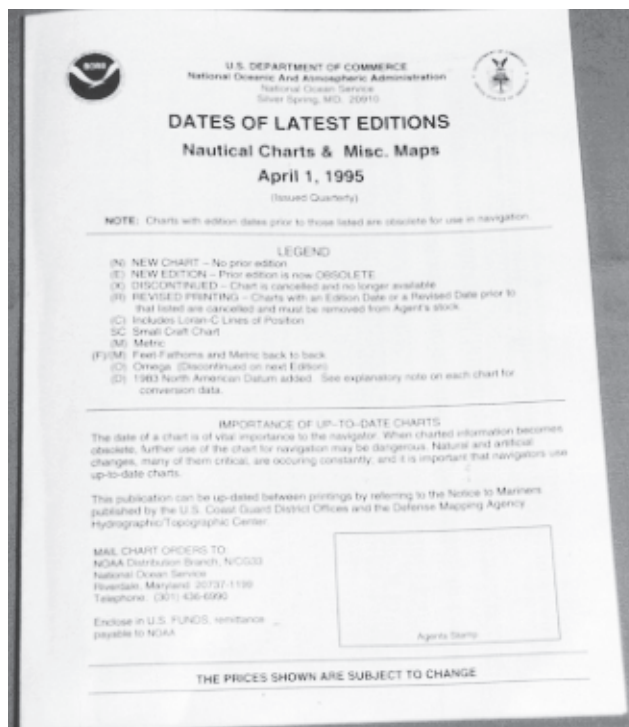 NOAA
U.S. DEPARTMENT OF COMMERCE
National Oceanic And Atmospheric Administration
National Ocean Service
Silver Spring, MD. 20910
DATES OF LATEST EDITIONS
Nautical Charts & Misc. Maps
April 1, 1995
(Issued Quarterly)
NOTE: Charts with edition dates prior to those listed are obsolete for use in navigation.
LEGEND
(N) NEW CHART – No prior edition
(E) NEW EDITION – Prior edition is now OBSOLETE
(X) DISCONTINUED – Chart is cancelled and no longer available
(R) REVISED PRINTING – Charts with an Edition Date or a Revised Date prior to
that listed are cancelled and must be removed from Agent's stock.
(C) Includes Loran-C Lines of Position
SC Small Craft Chart
(M) Metric
(F)/(M) Feet-Fathoms and Metric back to back
(O) Omega (Discontinued on next Edition)
(D) 1983 North American Datum added. See explanatory note on each chart for
conversion data.
IMPORTANCE OF UP-TO-DATE CHARTS
The date of a chart is of vital importance to the navigator. When charted information becomes
obsolete, further use of the chart for navigation may be dangerous. Natural and artificial
changes, many of them critical, are occuring constantly; and it is important that navigators use
up-to-date charts.
This publication can be up-dated between printings by referring to the Notice to Mariners
published by the U.S. Coast Guard District Offices and the Defense Mapping Agency
Hydrographic/Topographic Center.
MAIL CHART ORDERS TO:
NOAA Distribution Branch, N/CG33
National Ocean Service
Riverdale, Maryland 20737-1199
Telephone: (301) 436-6990
Enclose in U.S. FUNDS, remittance
payable to NOAA
Agents Stamp
THE PRICES SHOWN ARE SUBJECT TO CHANGE